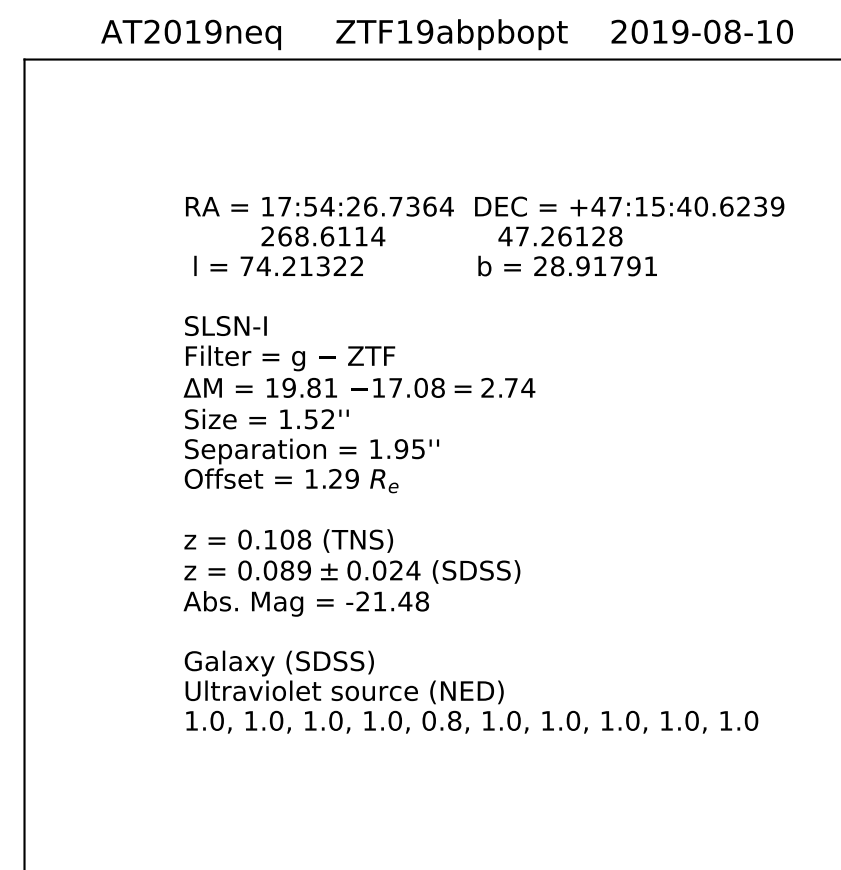 AT2019neq ZTF19abpbopt 2019-08-10
RA = 17:54:26.7364 DEC = +47:15:40.6239
268.6114 47.26128
l = 74.21322 b = 28.91791
SLSN-I
Filter = g − ZTF
ΔM = 19.81 −17.08 = 2.74
Size = 1.52''
Separation = 1.95''
Offset = 1.29 Rₑ
z = 0.108 (TNS)
z = 0.089 ± 0.024 (SDSS)
Abs. Mag = -21.48
Galaxy (SDSS)
Ultraviolet source (NED)
1.0, 1.0, 1.0, 1.0, 0.8, 1.0, 1.0, 1.0, 1.0, 1.0